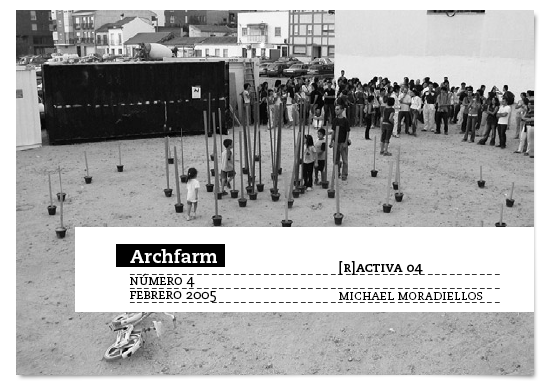 Archfarm
[R]ACTIVA 04
NÚMERO 4
FEBRERO 2005
MICHAEL MORADIELLOS